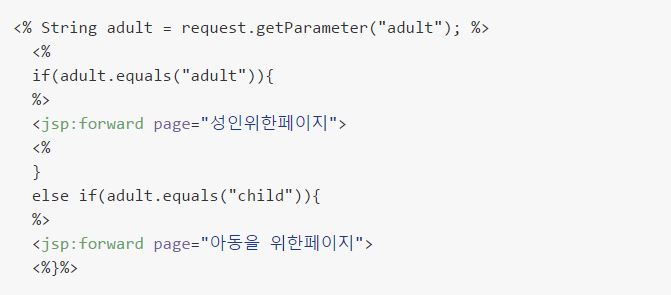 <% String adult = request.getParameter("adult"); %>
<%
if(adult.equals("adult")){
%>
<jsp:forward page="성인위한페이지">
<%
}
else if(adult.equals("child")){
%>
<jsp:forward page="아동을 위한페이지">
<%}%>